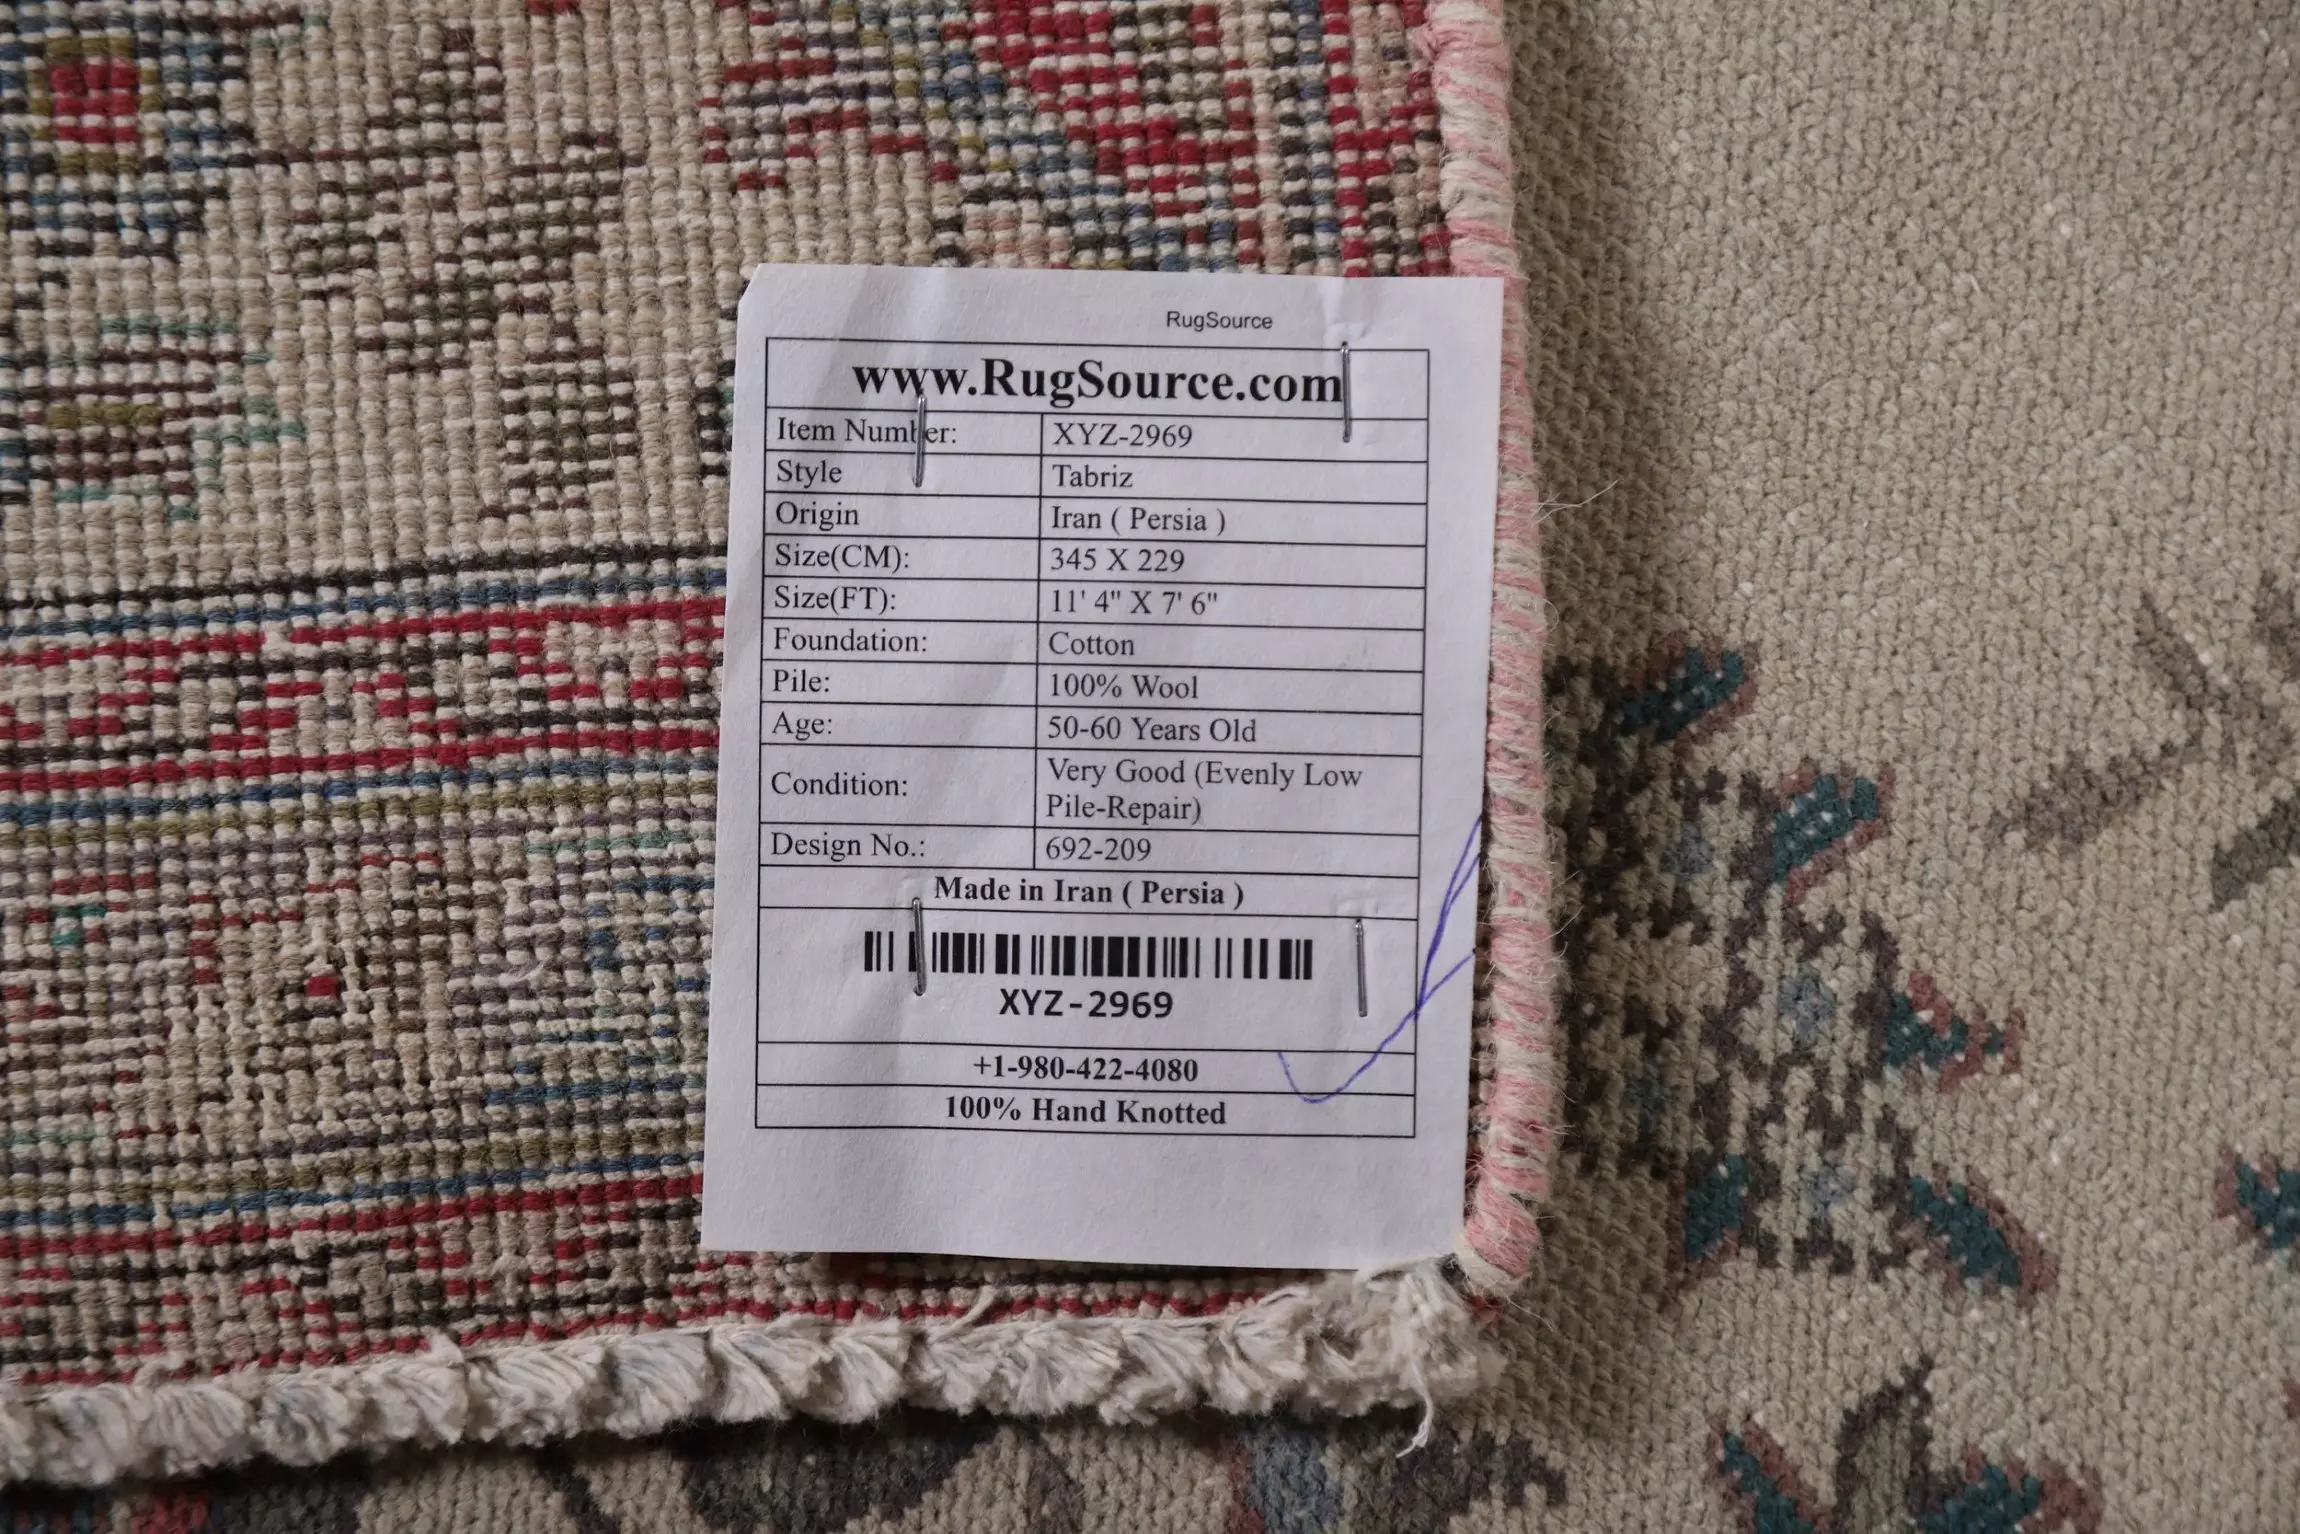 RugSource
www.RugSource.com
Item Number: XYZ-2969
Style Tabriz
Origin Iran ( Persia )
Size(CM): 345 X 229
Size(FT): 11' 4" X 7' 6"
Foundation: Cotton
Pile: 100% Wool
Age: 50-60 Years Old
Condition: Very Good (Evenly Low
Pile-Repair)
Design No.: 692-209
Made in Iran ( Persia )
XYZ-2969
+1-980-422-4080
100% Hand Knotted